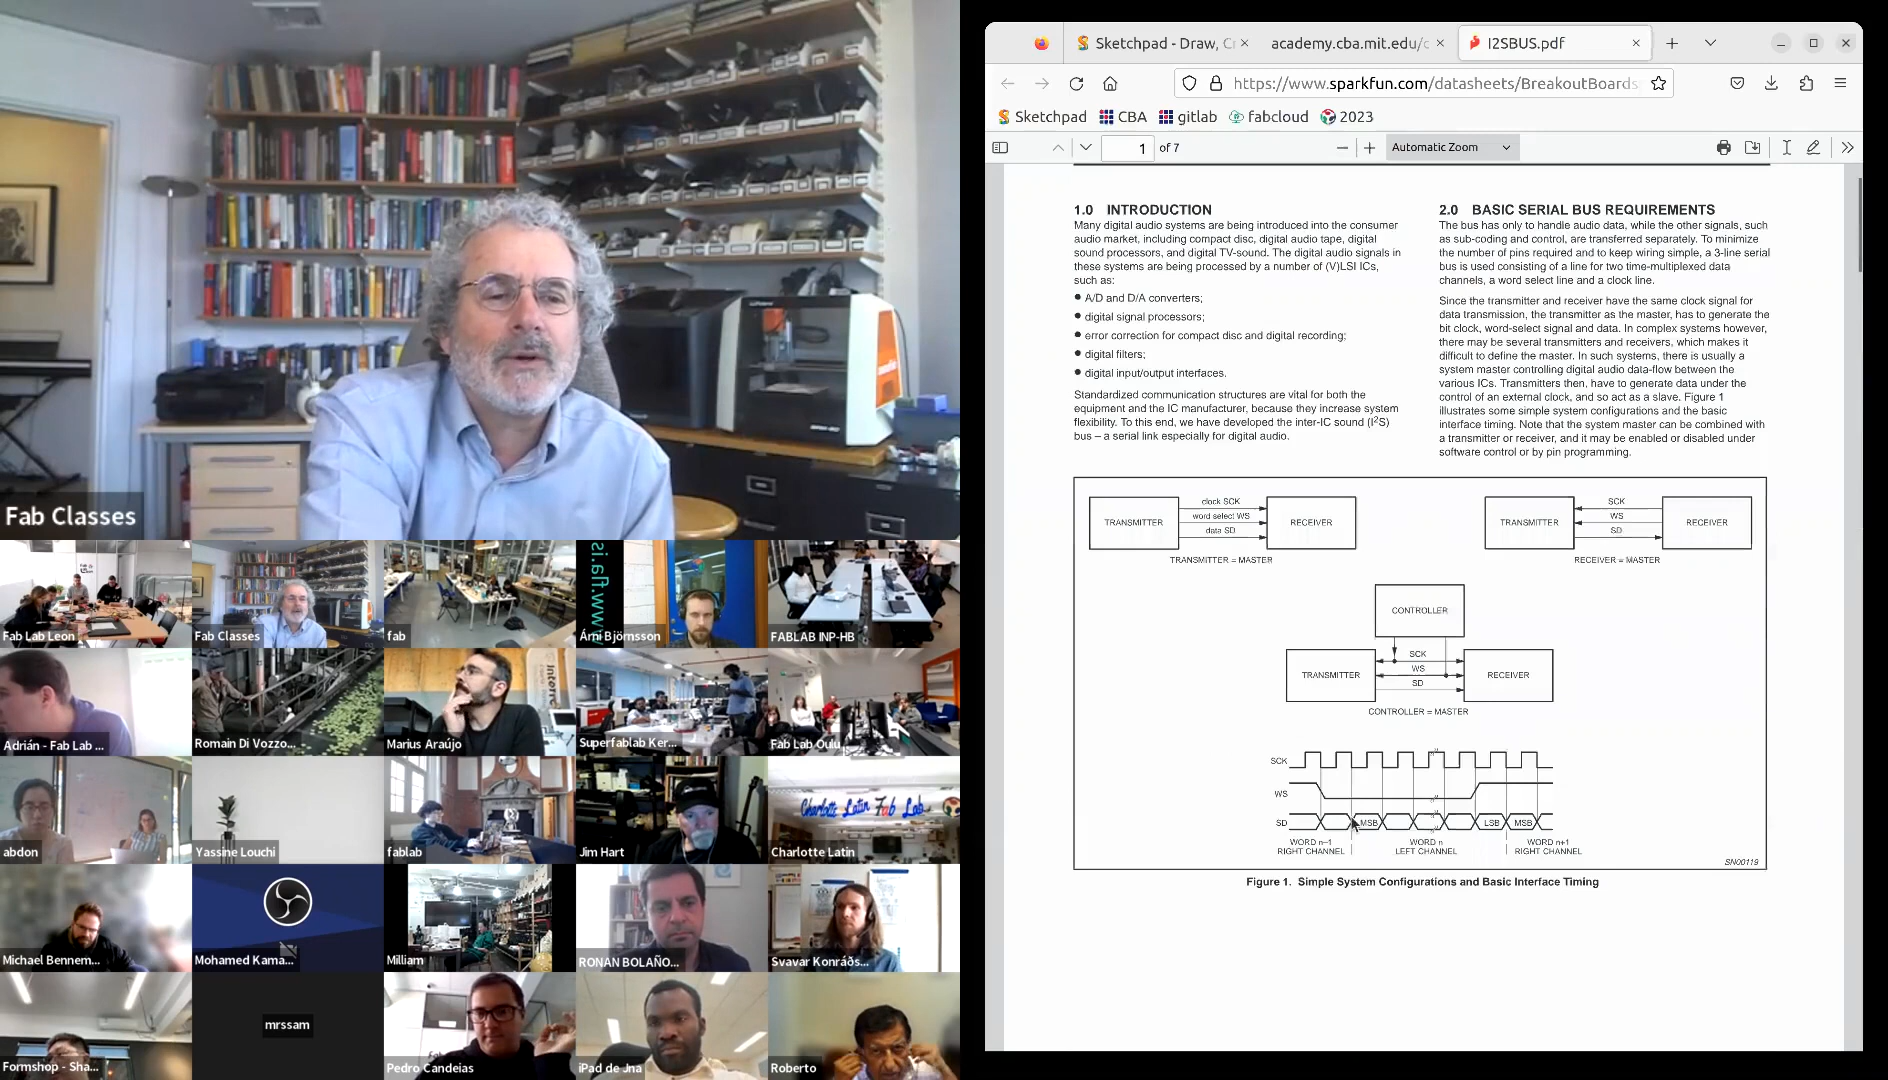 Fab Classes
Fab Lab Leon
Fab Classes
fab
www.fla.si
Árni Björnsson
FABLAB INP-HB
Adrián - Fab Lab ...
Romain Di Vozzo...
Marius Araújo
Superfablab Ker...
Fab Lab Oulu
abdon
Yassine Louchi
fablab
Jim Hart
Charlotte Latin Fab Lab
Charlotte Latin
Michael Bennem...
Mohamed Kama...
Milliam
RONAN BOLAÑO...
Svavar Konráðs...
Formshop - Sha...
mrssam
Pedro Candeias
iPad de Jna
Roberto
Sketchpad - Draw, Cr
academy.cba.mit.edu/c
I2SBUS.pdf
https://www.sparkfun.com/datasheets/BreakoutBoards
Sketchpad
CBA
gitlab
fabcloud
2023
1 of 7
Automatic Zoom
1.0 INTRODUCTION
Many digital audio systems are being introduced into the consumer
audio market, including compact disc, digital audio tape, digital
sound processors, and digital TV-sound. The digital audio signals in
these systems are being processed by a number of (V)LSI ICs,
such as:
● A/D and D/A converters;
● digital signal processors;
● error correction for compact disc and digital recording;
● digital filters;
● digital input/output interfaces.
Standardized communication structures are vital for both the
equipment and the IC manufacturer, because they increase system
flexibility. To this end, we have developed the inter-IC sound (I²S)
bus – a serial link especially for digital audio.
2.0 BASIC SERIAL BUS REQUIREMENTS
The bus has only to handle audio data, while the other signals, such
as sub-coding and control, are transferred separately. To minimize
the number of pins required and to keep wiring simple, a 3-line serial
bus is used consisting of a line for two time-multiplexed data
channels, a word select line and a clock line.
Since the transmitter and receiver have the same clock signal for
data transmission, the transmitter as the master, has to generate the
bit clock, word-select signal and data. In complex systems however,
there may be several transmitters and receivers, which makes it
difficult to define the master. In such systems, there is usually a
system master controlling digital audio data-flow between the
various ICs. Transmitters then, have to generate data under the
control of an external clock, and so act as a slave. Figure 1
illustrates some simple system configurations and the basic
interface timing. Note that the system master can be combined with
a transmitter or receiver, and it may be enabled or disabled under
software control or by pin programming.
TRANSMITTER
clock SCK
word select WS
data SD
RECEIVER
TRANSMITTER = MASTER
TRANSMITTER
SCK
WS
SD
RECEIVER
RECEIVER = MASTER
CONTROLLER
TRANSMITTER
SCK
WS
SD
RECEIVER
CONTROLLER = MASTER
SCK
WS
SD
MSB
LSB
MSB
WORD n–1
RIGHT CHANNEL
WORD n
LEFT CHANNEL
WORD n+1
RIGHT CHANNEL
SN00119
Figure 1. Simple System Configurations and Basic Interface Timing